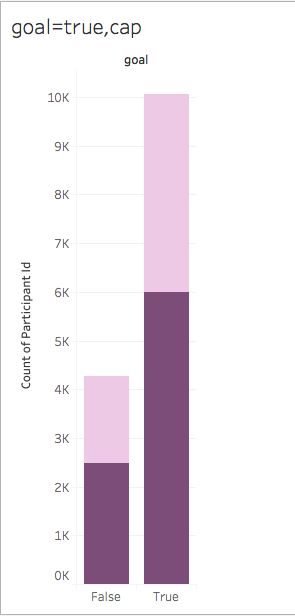 goal=true,cap
goal
10K
9K
8K
7K
6K
5K
4K
3K
2K
1K
0K
Count of Participant Id
False True